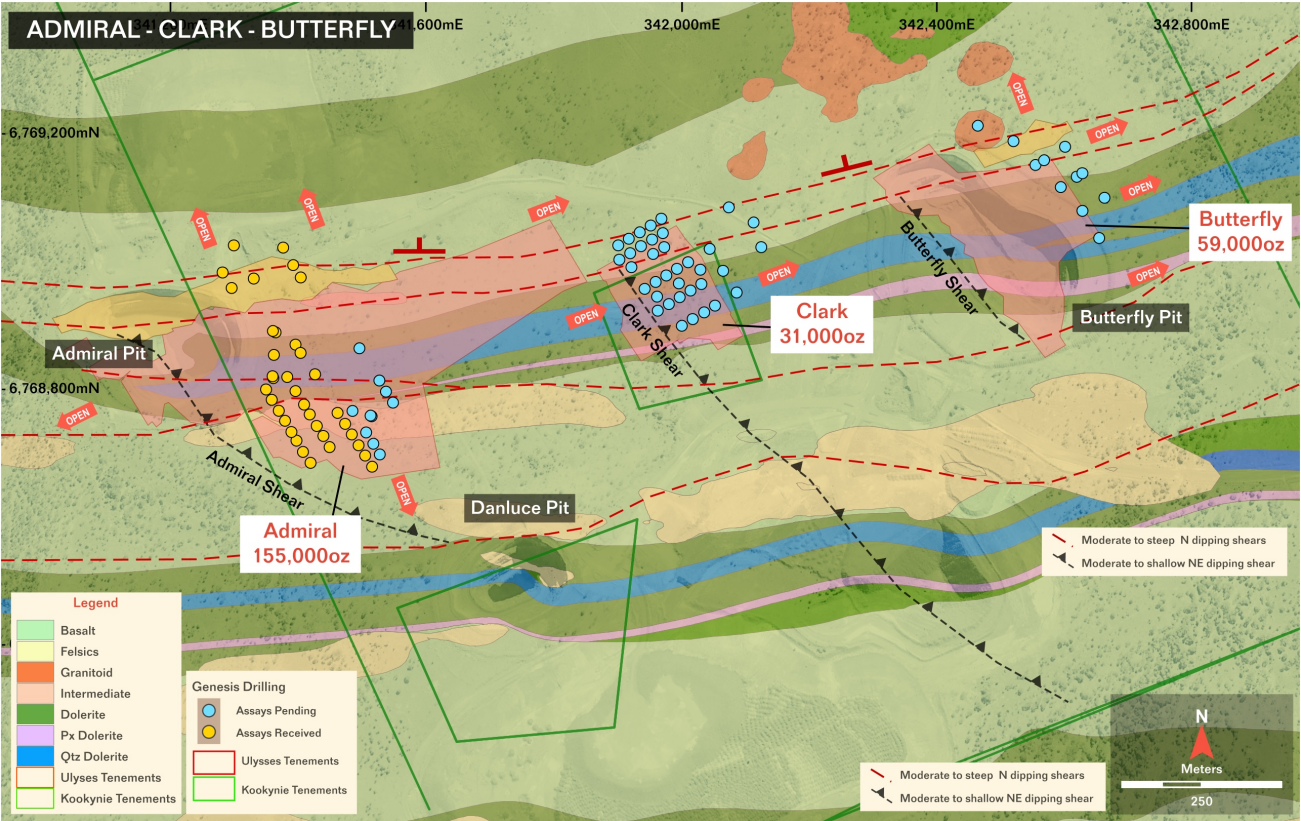 ADMIRAL - CLARK - BUTTERFLY
341,600mE
342,000mE
342,400mE
342,800mE
6,769,200mN
OPEN
OPEN
OPEN
OPEN
OPEN
OPEN
OPEN
OPEN
OPEN
OPEN
OPEN
OPEN
Butterfly
59,000oz
Butterfly Shear
Butterfly Pit
Clark
31,000oz
Clark Shear
Admiral Pit
6,768,800mN
Admiral Shear
Admiral
155,000oz
Danluce Pit
Moderate to steep N dipping shears
Moderate to shallow NE dipping shear
Legend
Basalt
Felsics
Granitoid
Intermediate
Dolerite
Px Dolerite
Qtz Dolerite
Ulyses Tenements
Kookynie Tenements
Genesis Drilling
Assays Pending
Assays Received
Ulysses Tenements
Kookynie Tenements
Moderate to steep N dipping shears
Moderate to shallow NE dipping shear
N
Meters
250